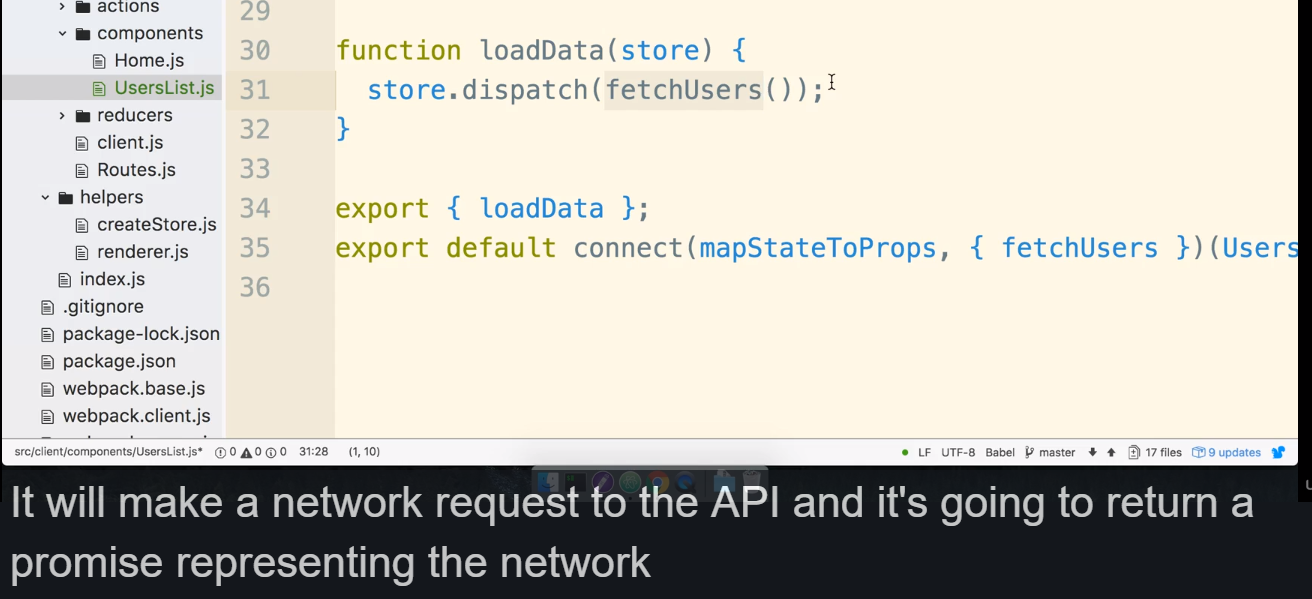 actions
components
Home.js
UsersList.js
reducers
client.js
Routes.js
helpers
createStore.js
renderer.js
index.js
.gitignore
package-lock.json
package.json
webpack.base.js
webpack.client.js
29
30 function loadData(store) {
31 store.dispatch(fetchUsers());
32 }
33
34 export { loadData };
35 export default connect(mapStateToProps, { fetchUsers })(Users
36
src/client/components/UsersList.js* 0 0 0 31:28 (1, 10) LF UTF-8 Babel master 17 files 9 updates
It will make a network request to the API and it's going to return a
promise representing the network